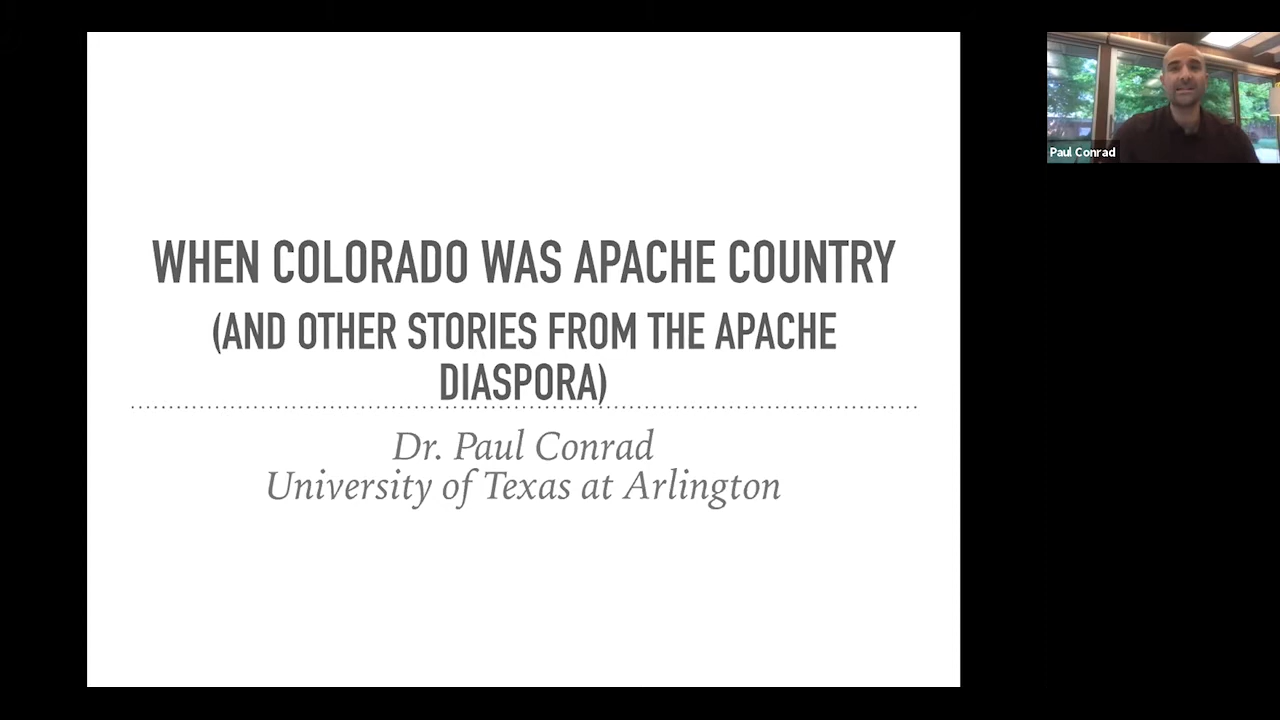 WHEN COLORADO WAS APACHE COUNTRY
(AND OTHER STORIES FROM THE APACHE
DIASPORA)
Dr. Paul Conrad
University of Texas at Arlington
Paul Conrad